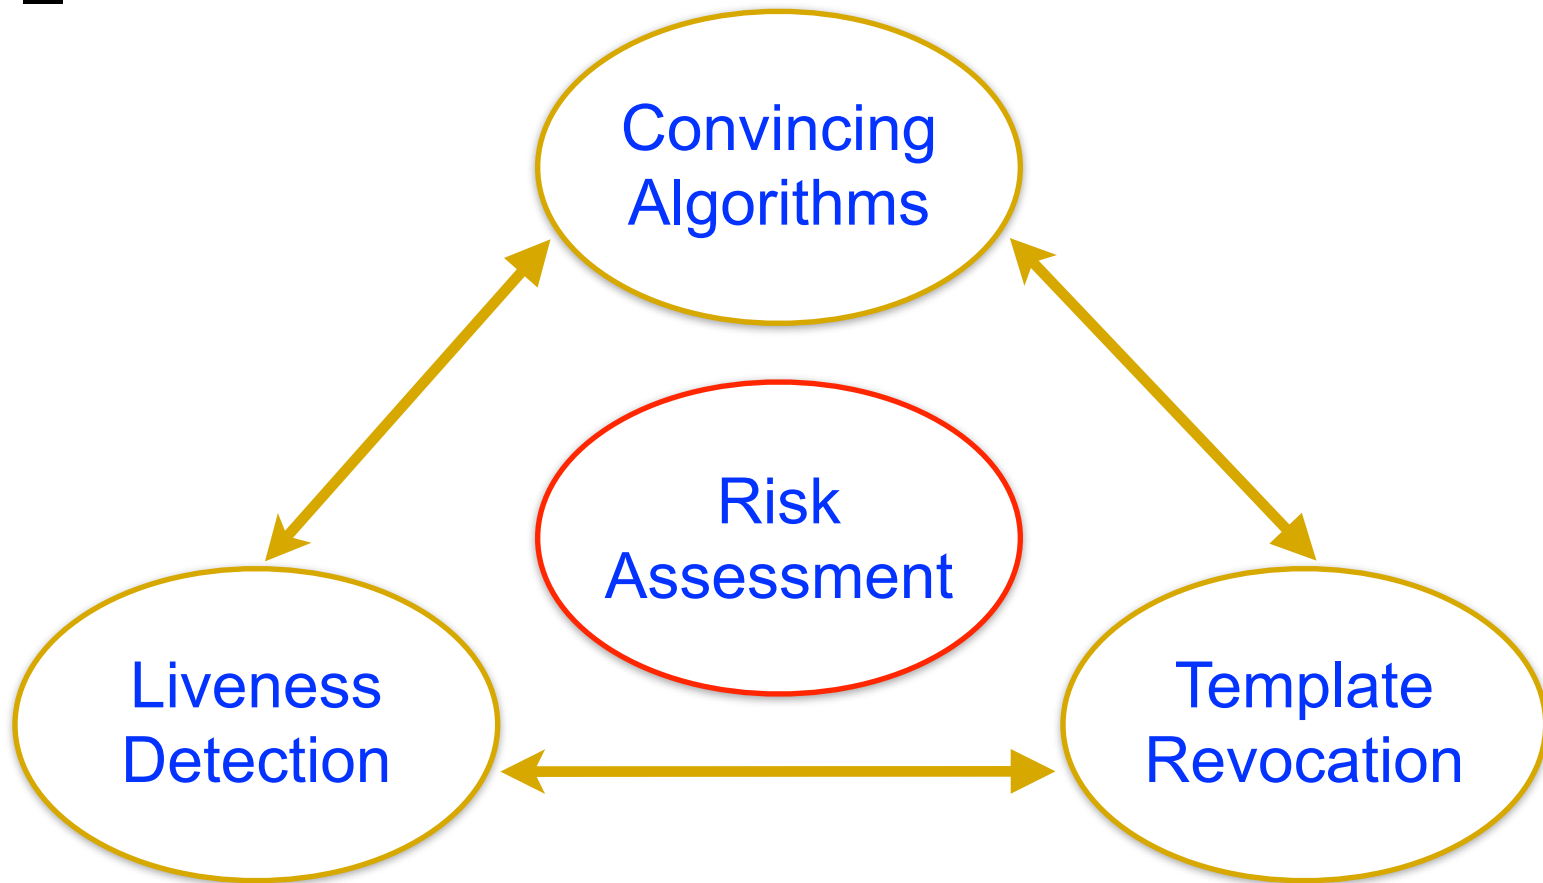 Convincing
Algorithms
Risk
Assessment
Liveness
Detection
Template
Revocation